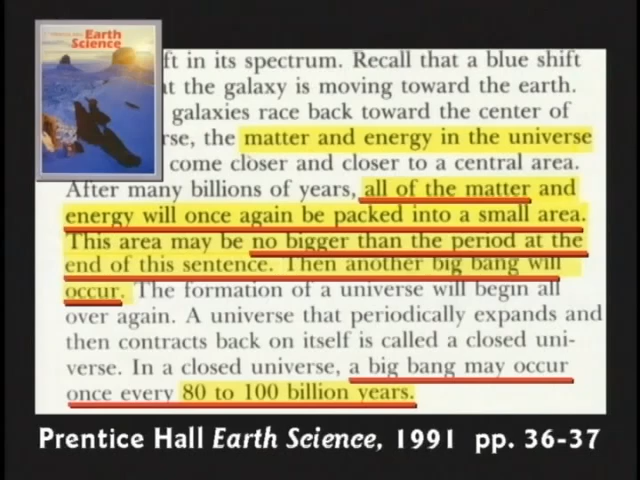 Earth
Science
ft in its spectrum. Recall that a blue shift
t the galaxy is moving toward the earth.
galaxies race back toward the center of
rse, the matter and energy in the universe
come closer and closer to a central area.
After many billions of years, all of the matter and
energy will once again be packed into a small area.
This area may be no bigger than the period at the
end of this sentence. Then another big bang will
occur. The formation of a universe will begin all
over again. A universe that periodically expands and
then contracts back on itself is called a closed uni-
verse. In a closed universe, a big bang may occur
once every 80 to 100 billion years.
Prentice Hall Earth Science, 1991 pp. 36-37